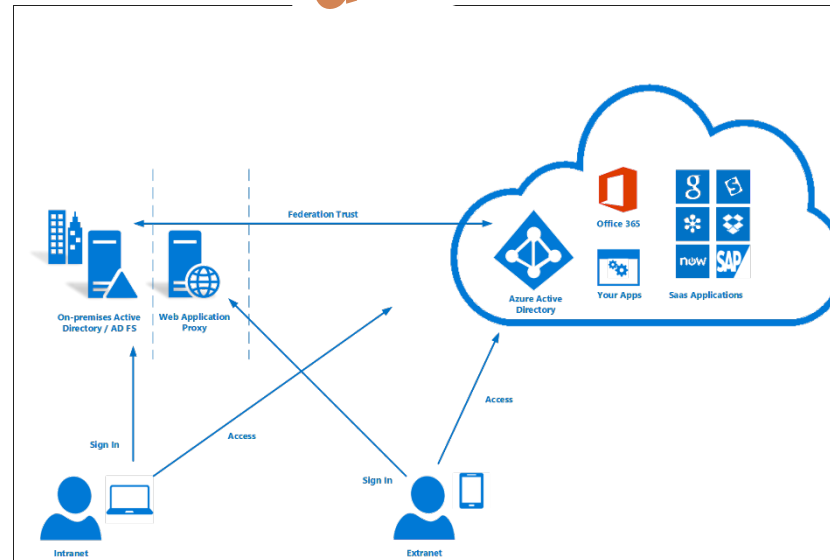 Federation Trust
Office 365
g
S
now
SAP
On-premises Active
Directory / AD FS
Web Application
Proxy
Azure Active
Directory
Your Apps
Saas Applications
Sign In
Access
Sign In
Access
Intranet
Extranet